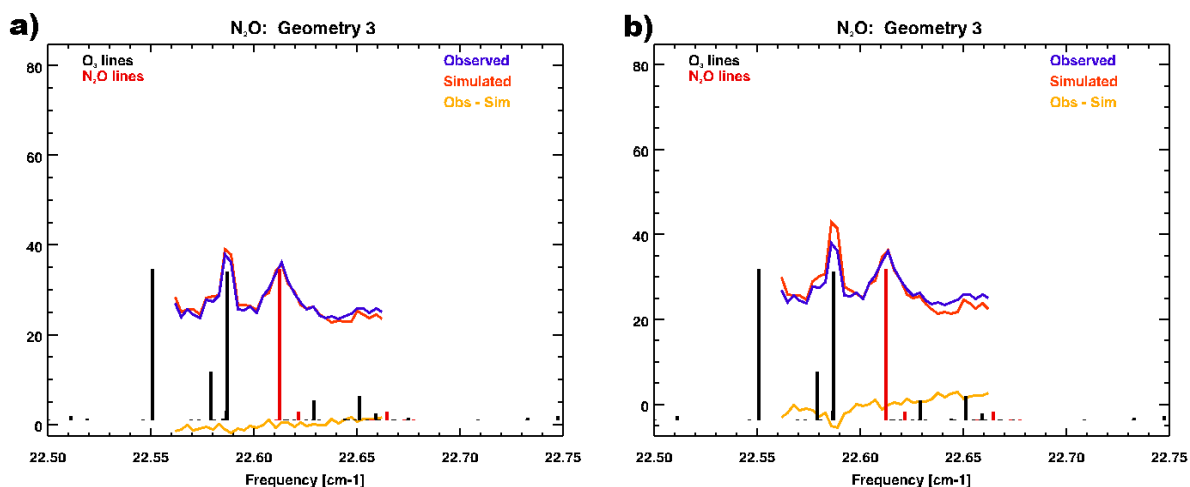 a)
N₂O: Geometry 3
O₃ lines
N₂O lines
Observed
Simulated
Obs - Sim
80
60
40
20
0
22.50 22.55 22.60 22.65 22.70 22.75
Frequency [cm-1]
b)
N₂O: Geometry 3
O₃ lines
N₂O lines
Observed
Simulated
Obs - Sim
80
60
40
20
0
22.50 22.55 22.60 22.65 22.70 22.75
Frequency [cm-1]